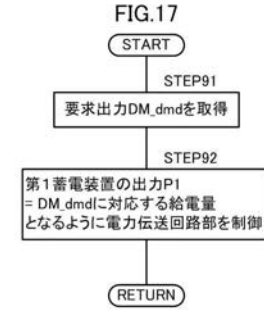 FIG.17
START
STEP91
要求出力DM_dmdを取得
STEP92
第1蓄電装置の出力P1
= DM_dmdに対応する給電量
となるように電力伝送回路部を制御
RETURN